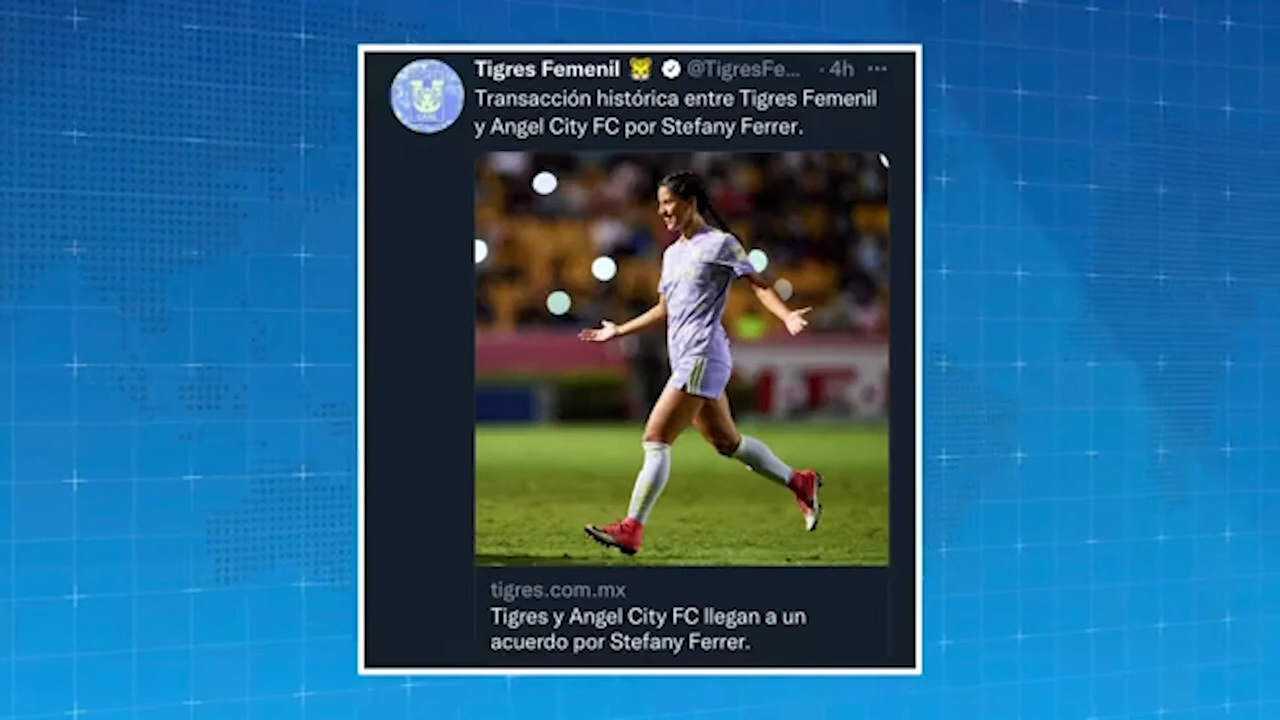 Tigres Femenil 🐯 @TigresFe... · 4h ...
Transacción histórica entre Tigres Femenil
y Angel City FC por Stefany Ferrer.
tigres.com.mx
Tigres y Angel City FC llegan a un
acuerdo por Stefany Ferrer.